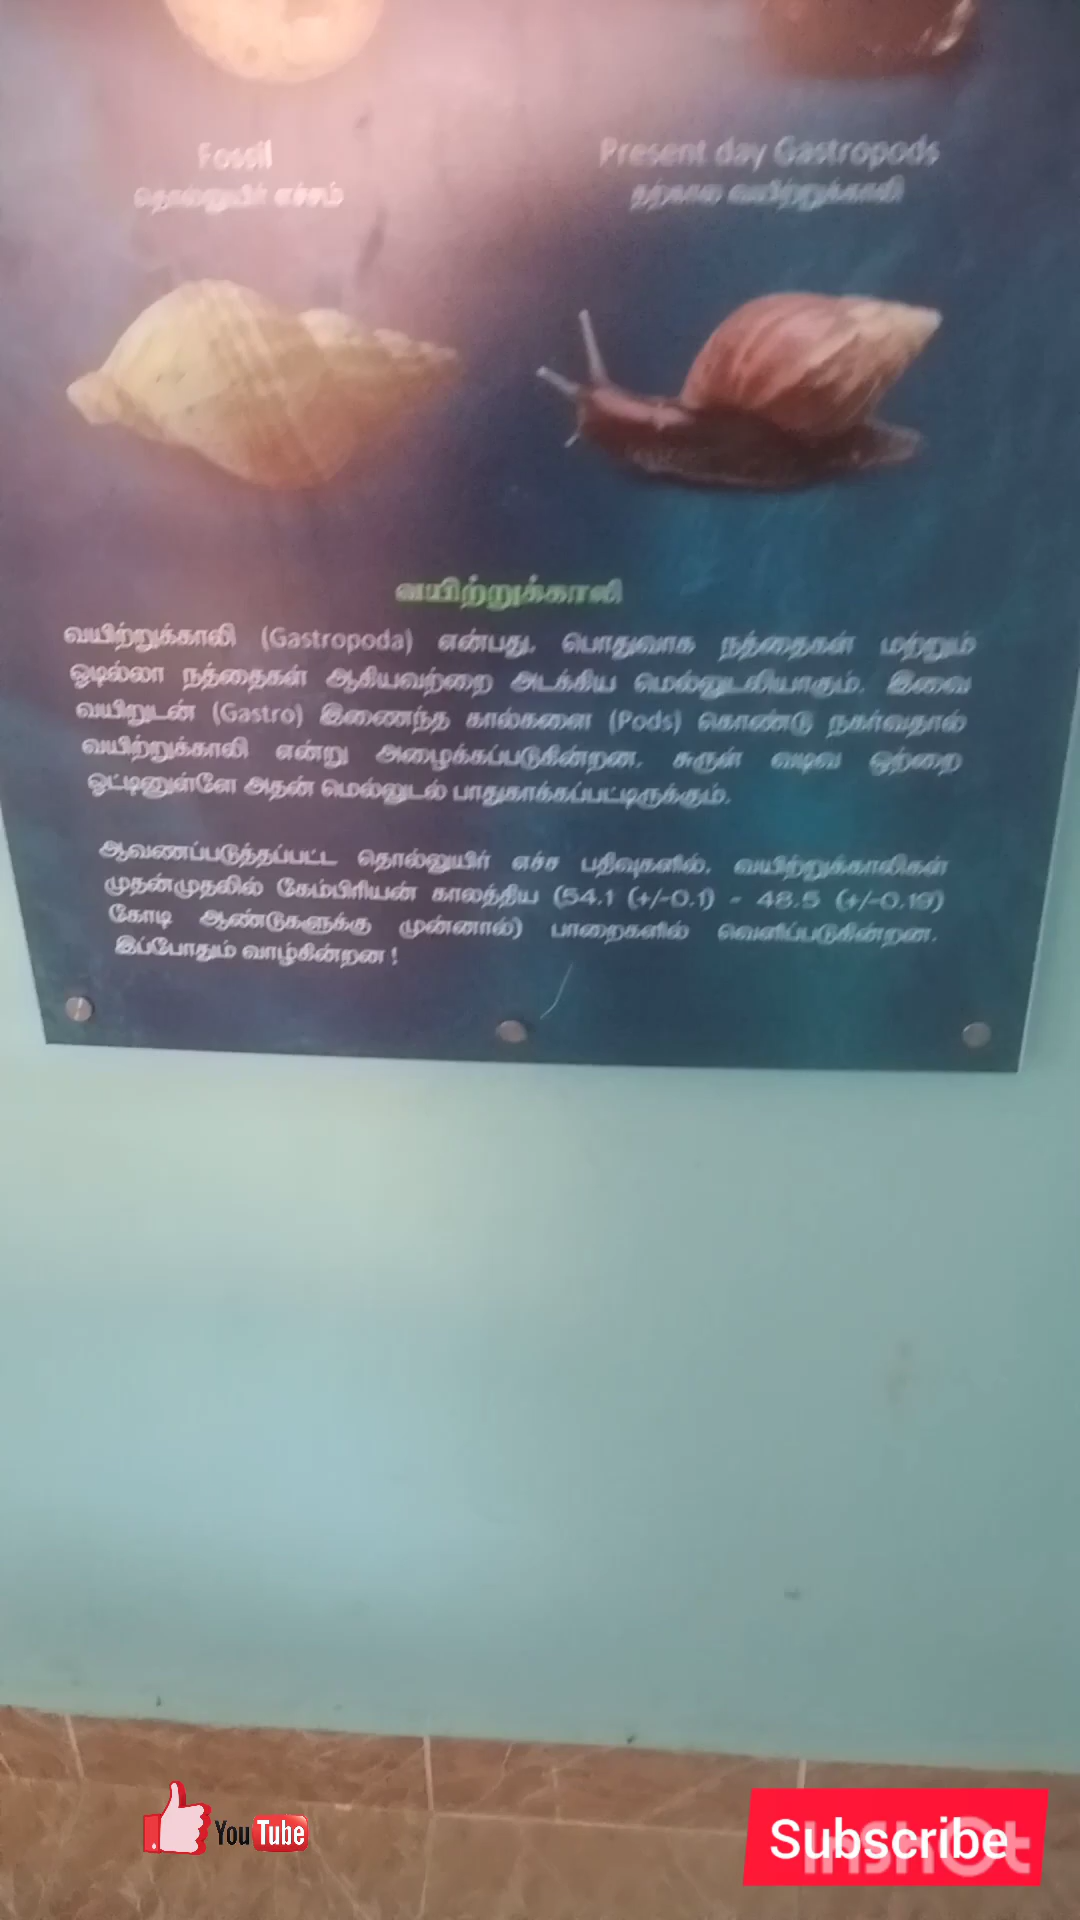 Fossil
Present day Gastropods
தொல்லுயிர் எச்சம்
தற்கால வயிற்றுக்காலி
வயிற்றுக்காலி
வயிற்றுக்காலி (Gastropoda) என்பது, பொதுவாக நத்தைகள் மற்றும்
ஓடில்லா நத்தைகள் ஆகியவற்றை அடக்கிய மெல்லுடலியாகும். இவை
வயிறுடன் (Gastro) இணைந்த கால்களை (Pods) கொண்டு நகர்வதால்
வயிற்றுக்காலி என்று அழைக்கப்படுகின்றன. சுருள் வடிவ ஒற்றை
ஓட்டினுள்ளே அதன் மெல்லுடல் பாதுகாக்கப்பட்டிருக்கும்.
ஆவணப்படுத்தப்பட்ட தொல்லுயிர் எச்ச பதிவுகளில், வயிற்றுக்காலிகள்
முதன்முதலில் கேம்பிரியன் காலத்திய (54.1 (+/-0.1) - 48.5 (+/-0.19)
கோடி ஆண்டுகளுக்கு முன்னால்) பாறைகளில் வெளிப்படுகின்றன.
இப்போதும் வாழ்கின்றன !
YouTube
Subscribe
InShOt